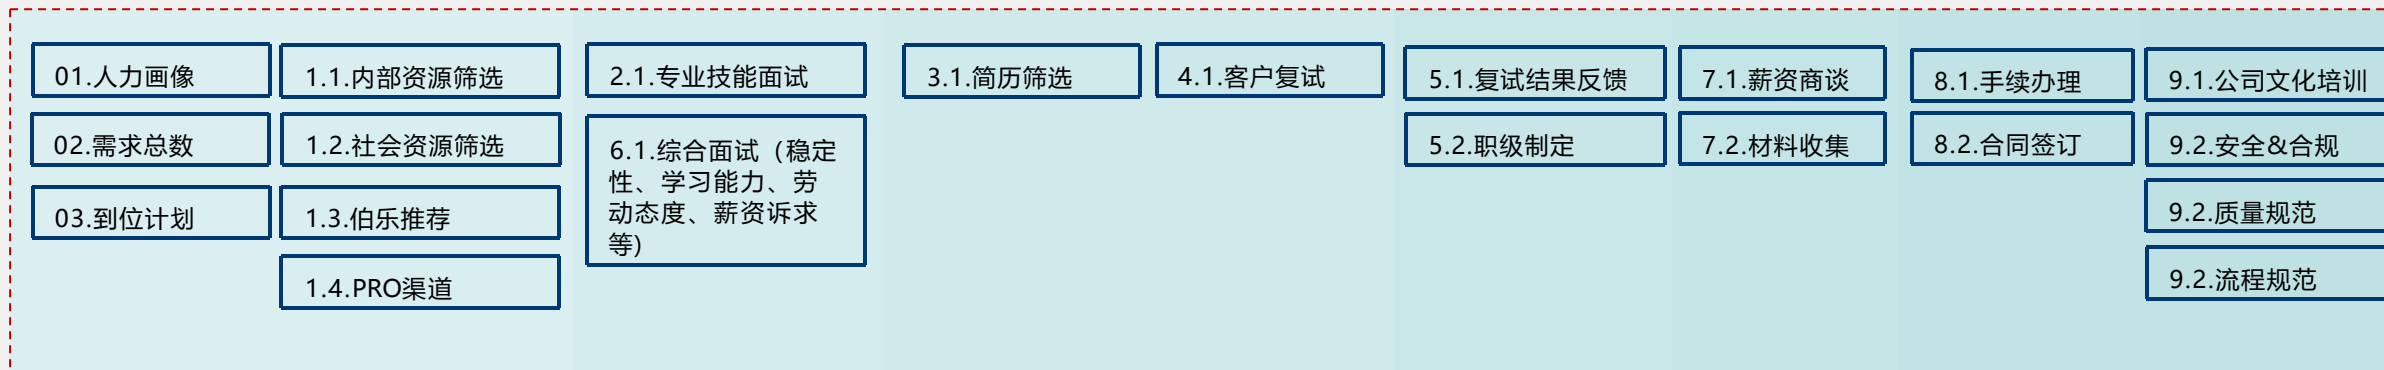 01.人力画像
02.需求总数
03.到位计划
1.1.内部资源筛选
1.2.社会资源筛选
1.3.伯乐推荐
1.4.PRO渠道
2.1.专业技能面试
6.1.综合面试（稳定
性、学习能力、劳
动态度、薪资诉求
等)
3.1.简历筛选
4.1.客户复试
5.1.复试结果反馈
5.2.职级制定
7.1.薪资商谈
7.2.材料收集
8.1.手续办理
8.2.合同签订
9.1.公司文化培训
9.2.安全&合规
9.2.质量规范
9.2.流程规范